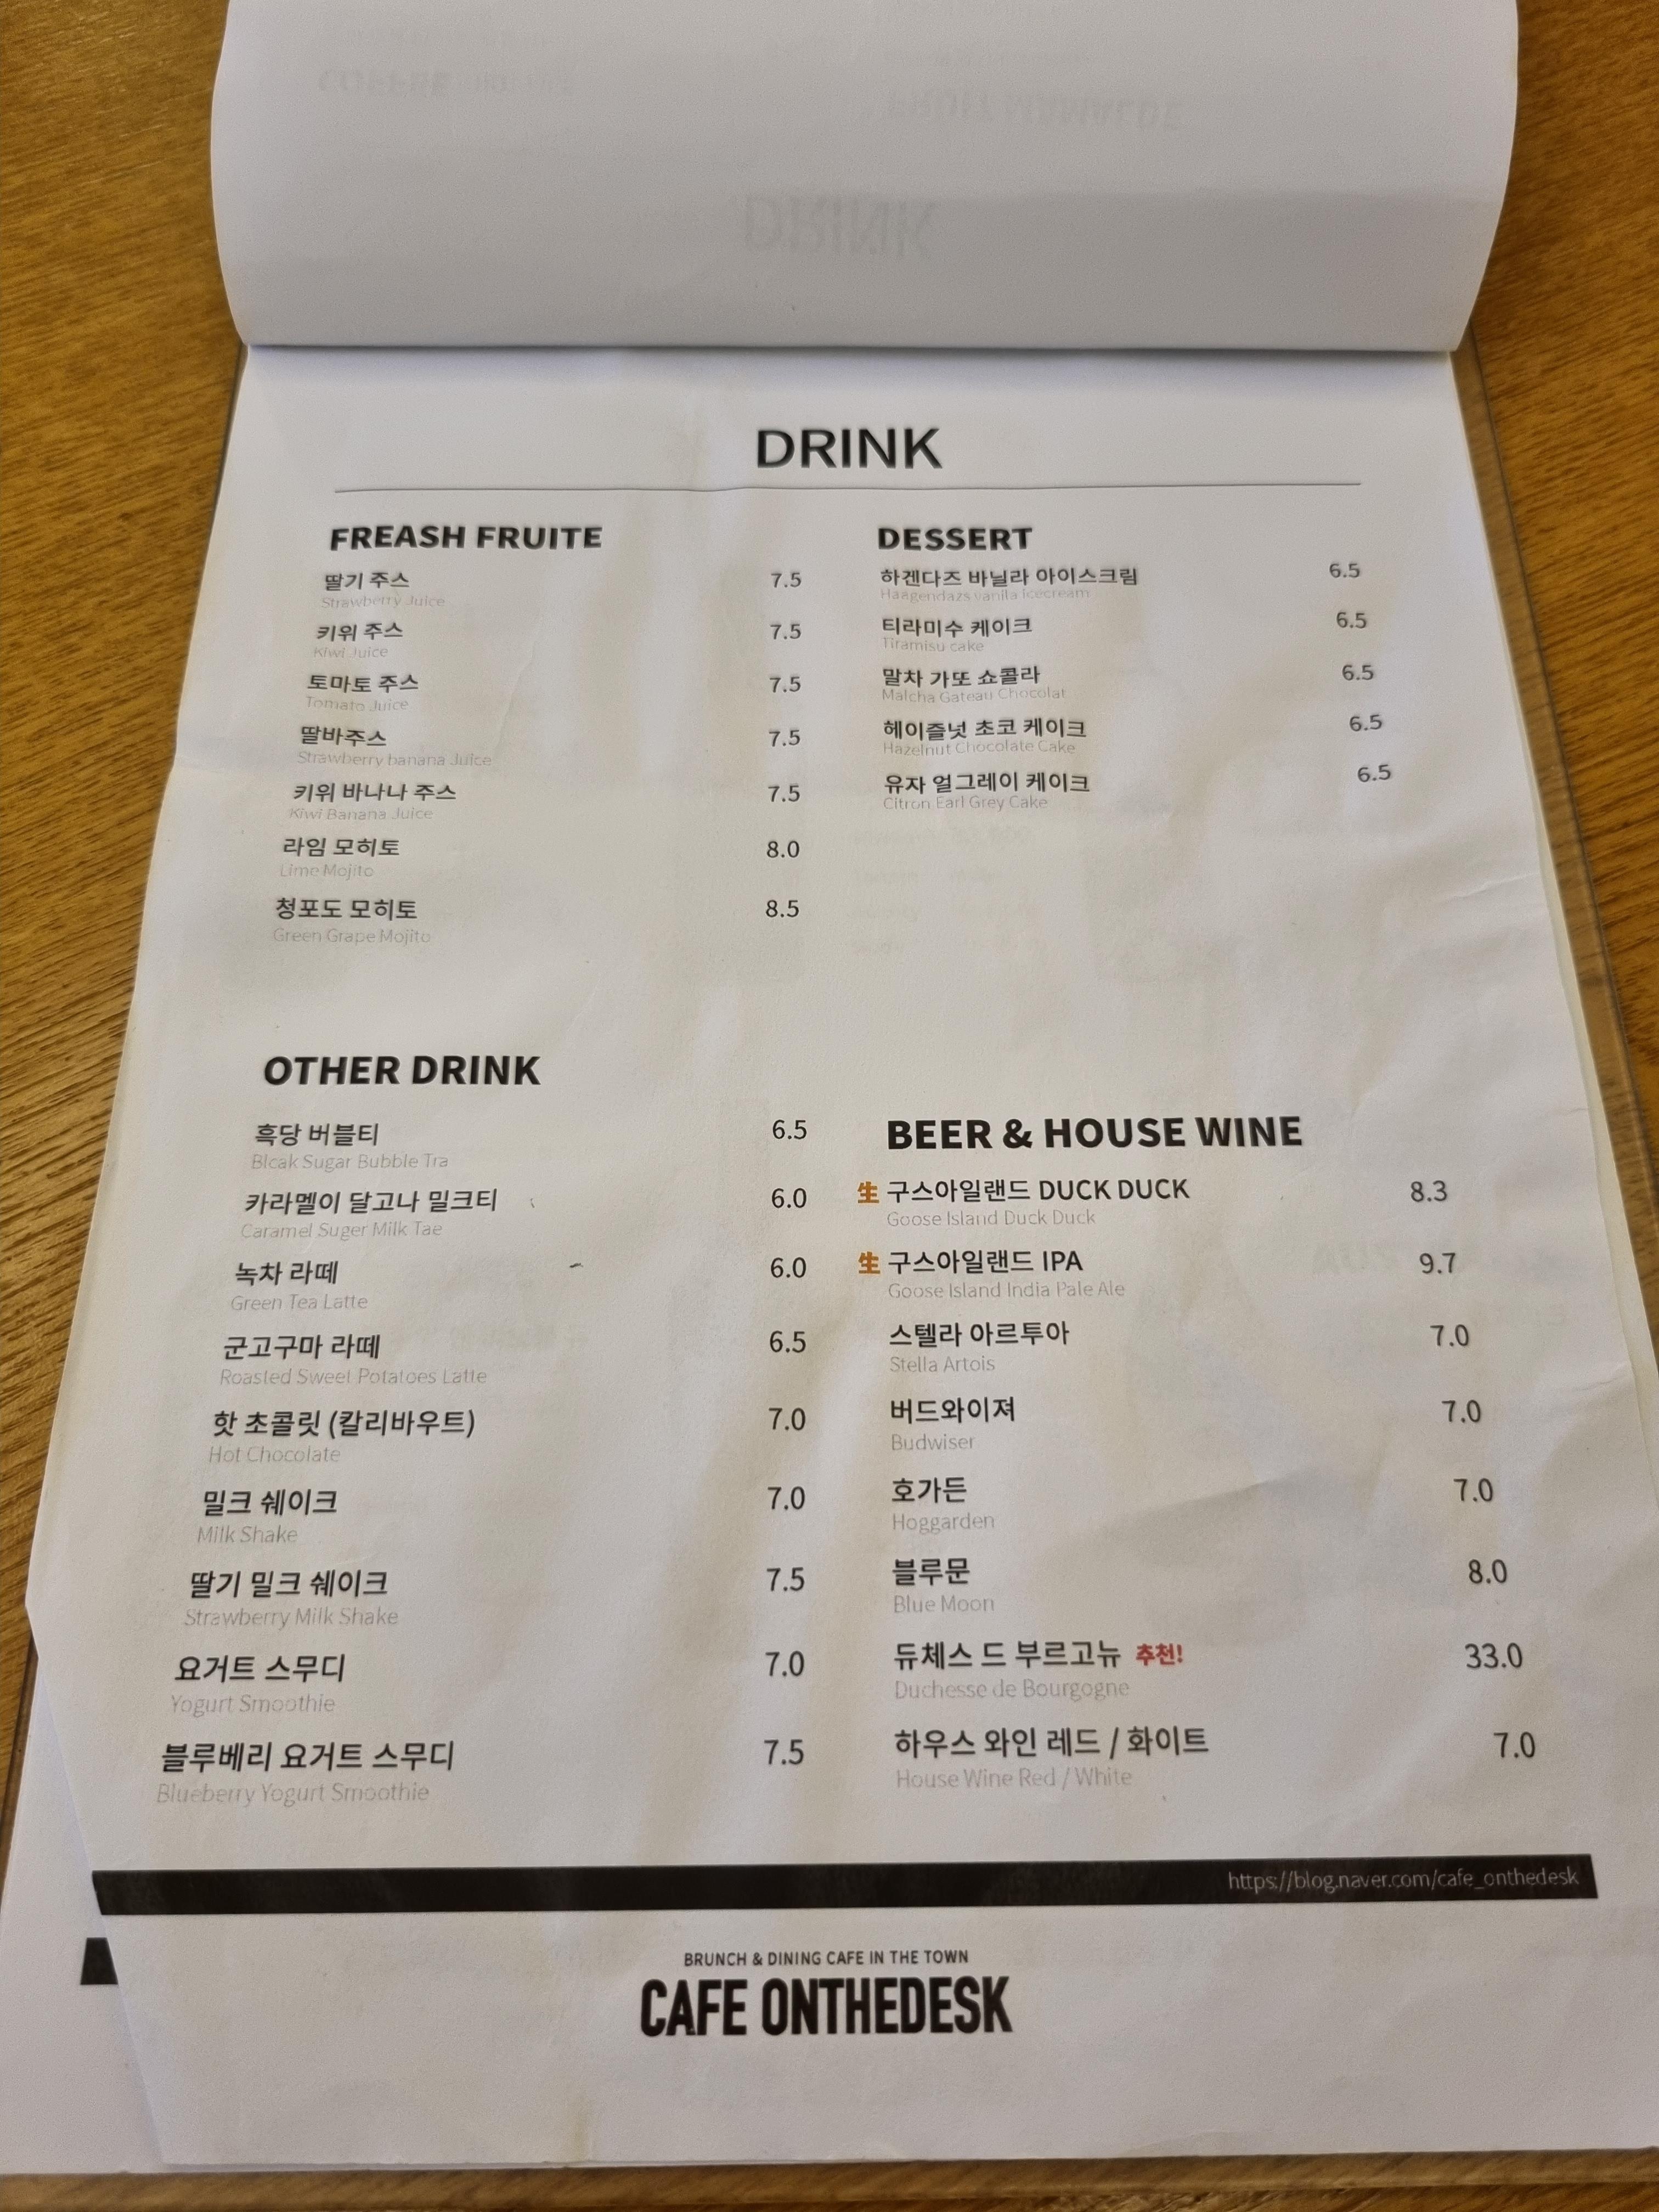 DRINK
FREASH FRUITE
딸기 주스 7.5
Strawberry Juice
키위 주스 7.5
Kiwi Juice
토마토 주스 7.5
Tomato Juice
딸바주스 7.5
Strawberry banana Juice
키위 바나나 주스 7.5
Kiwi Banana Juice
라임 모히토 8.0
Lime Mojito
청포도 모히토 8.5
Green Grape Mojito
DESSERT
하겐다즈 바닐라 아이스크림 6.5
Haagendazs vanila Icecream
티라미수 케이크 6.5
Tiramisu cake
말차 가또 쇼콜라 6.5
Malcha Gateau Chocolat
헤이즐넛 초코 케이크 6.5
Hazelnut Chocolate Cake
유자 얼그레이 케이크 6.5
Citron Earl Grey Cake
OTHER DRINK
흑당 버블티 6.5
Blcak Sugar Bubble Tra
카라멜이 달고나 밀크티 6.0
Caramel Suger Milk Tae
녹차 라떼 6.0
Green Tea Latte
군고구마 라떼 6.5
Roasted Sweet Potatoes Latte
핫 초콜릿 (칼리바우트) 7.0
Hot Chocolate
밀크 쉐이크 7.0
Milk Shake
딸기 밀크 쉐이크 7.5
Strawberry Milk Shake
요거트 스무디 7.0
Yogurt Smoothie
블루베리 요거트 스무디 7.5
Blueberry Yogurt Smoothie
BEER & HOUSE WINE
生 구스아일랜드 DUCK DUCK 8.3
Goose Island Duck Duck
生 구스아일랜드 IPA 9.7
Goose Island India Pale Ale
스텔라 아르투아 7.0
Stella Artois
버드와이져 7.0
Budwiser
호가든 7.0
Hoggarden
블루문 8.0
Blue Moon
듀체스 드 부르고뉴 추천! 33.0
Duchesse de Bourgogne
하우스 와인 레드 / 화이트 7.0
House Wine Red / White
https://blog.naver.com/cafe_onthedesk
BRUNCH & DINING CAFE IN THE TOWN
CAFE ONTHEDESK